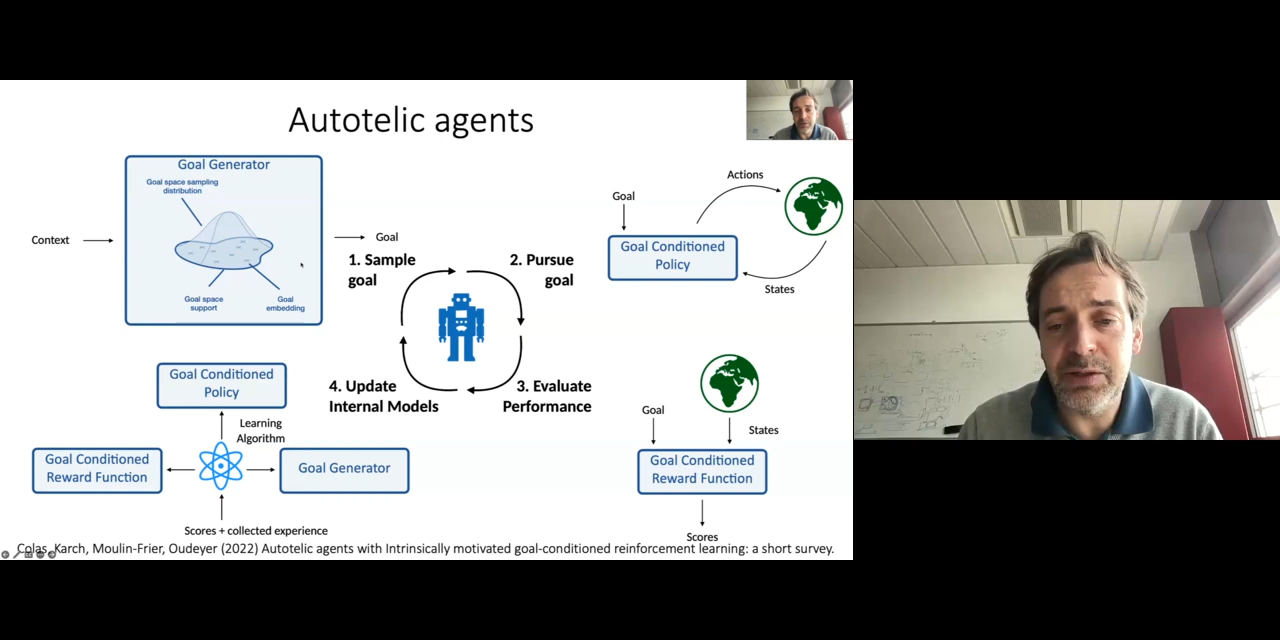 Autotelic agents
Goal Generator
Goal space sampling
distribution
Context
Goal
Goal space
support
Goal
embedding
1. Sample
goal
2. Pursue
goal
3. Evaluate
Performance
4. Update
Internal Models
Goal
Actions
Goal Conditioned
Policy
States
Goal
States
Goal Conditioned
Reward Function
Scores
Goal Conditioned
Policy
Learning
Algorithm
Goal Conditioned
Reward Function
Goal Generator
Scores + collected experience
Colas, Karch, Moulin-Frier, Oudeyer (2022) Autotelic agents with Intrinsically motivated goal-conditioned reinforcement learning: a short survey.